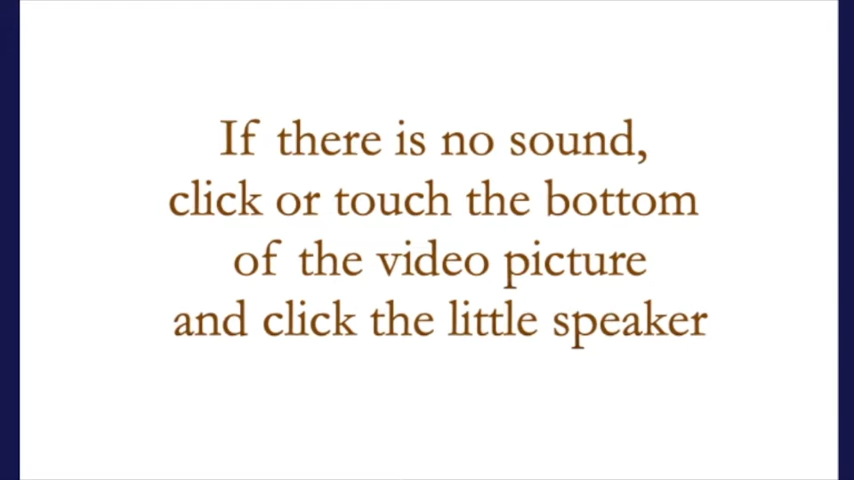 If there is no sound,
click or touch the bottom
of the video picture
and click the little speaker